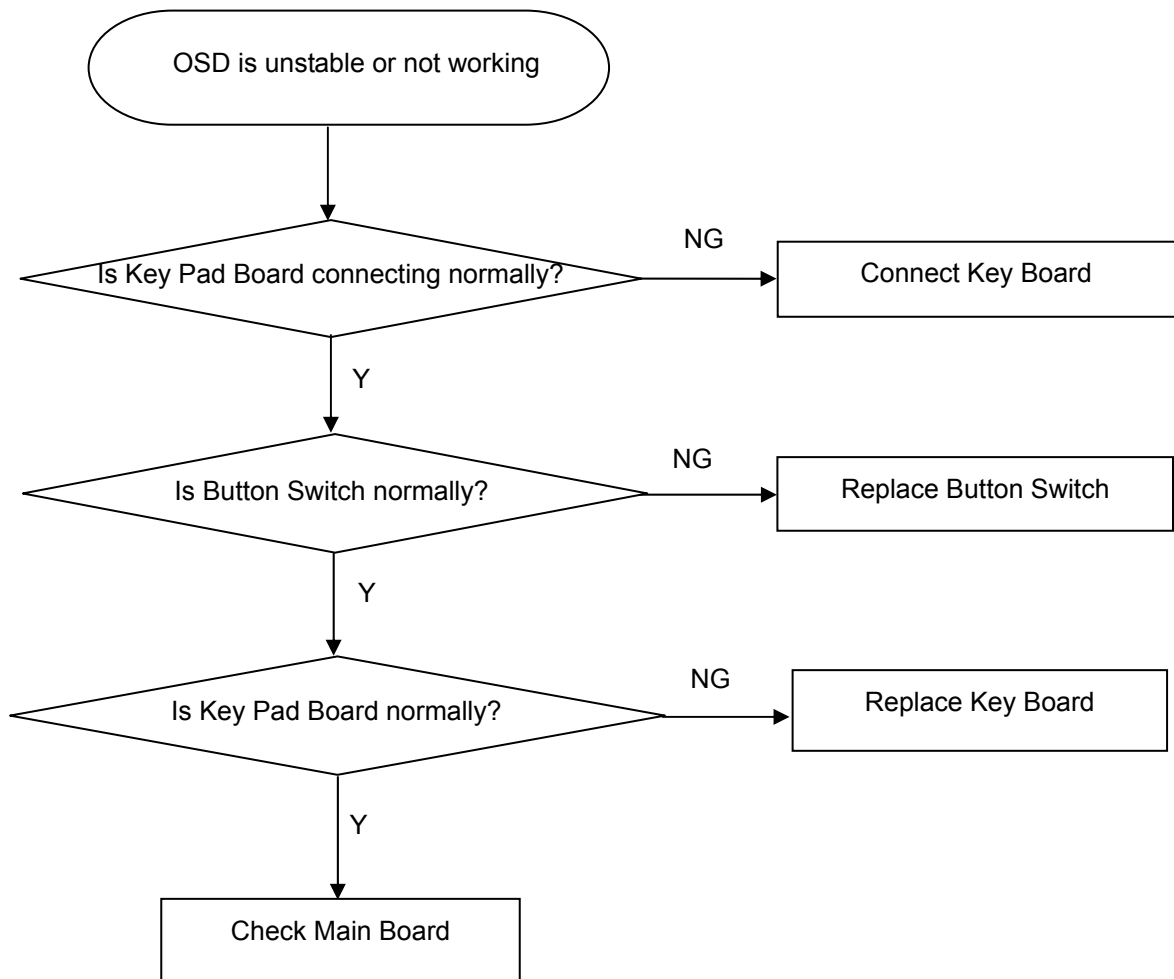 OSD is unstable or not working
NG
Is Key Pad Board connecting normally?
Connect Key Board
Y
NG
Is Button Switch normally?
Replace Button Switch
Y
NG
Is Key Pad Board normally?
Replace Key Board
Y
Check Main Board